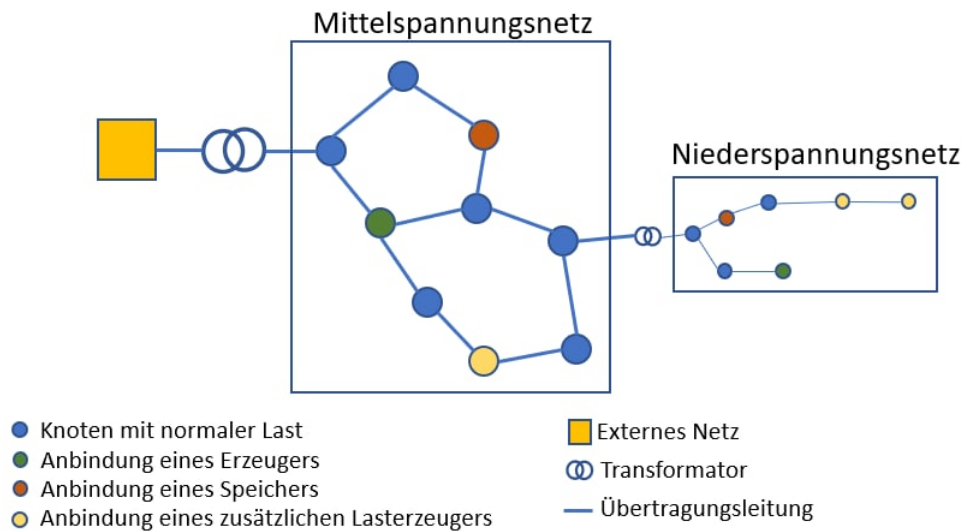 Mittelspannungsnetz
Niederspannungsnetz
Knoten mit normaler Last
Anbindung eines Erzeugers
Anbindung eines Speichers
Anbindung eines zusätzlichen Lasterzeugers
Externes Netz
Transformator
Übertragungsleitung